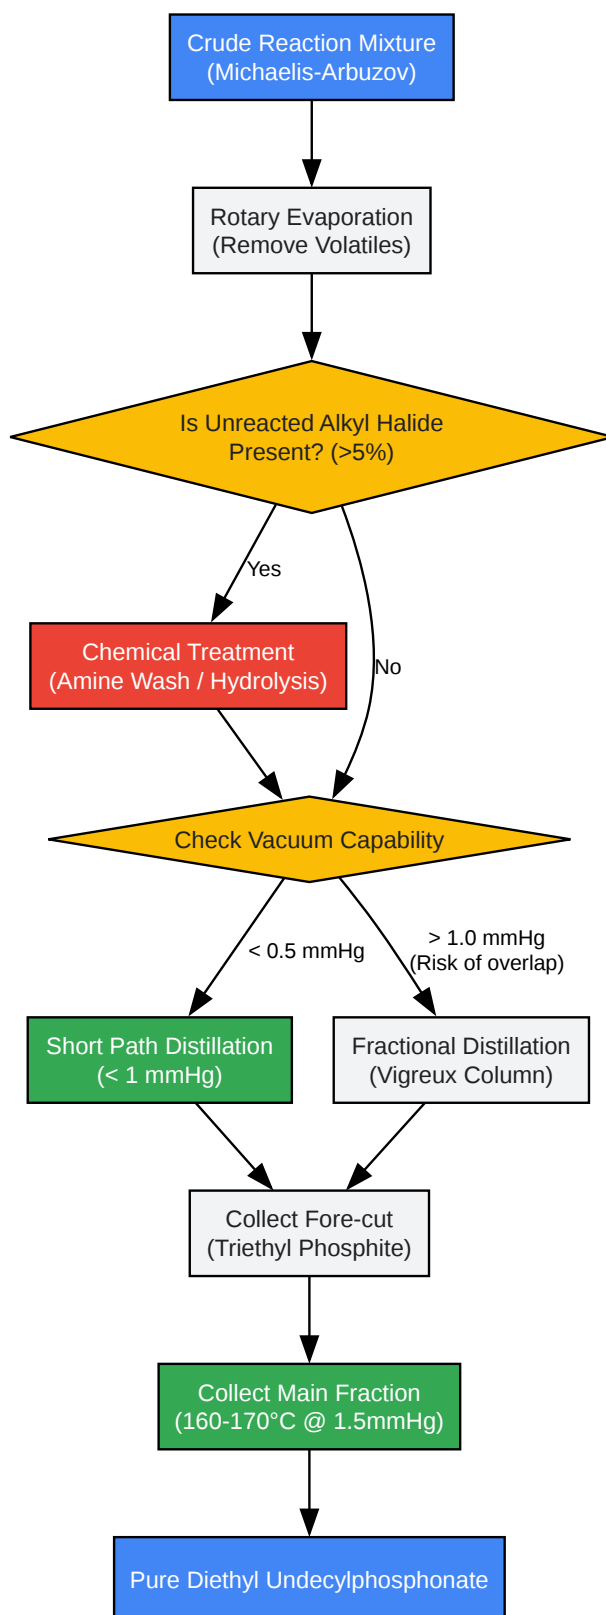 Crude Reaction Mixture
(Michaelis-Arbuzov)
Rotary Evaporation
(Remove Volatiles)
Is Unreacted Alkyl Halide
Present? (>5%)
Yes
Chemical Treatment
(Amine Wash / Hydrolysis)
No
Check Vacuum Capability
< 0.5 mmHg
> 1.0 mmHg
(Risk of overlap)
Short Path Distillation
(< 1 mmHg)
Fractional Distillation
(Vigreux Column)
Collect Fore-cut
(Triethyl Phosphite)
Collect Main Fraction
(160-170°C @ 1.5mmHg)
Pure Diethyl Undecylphosphonate